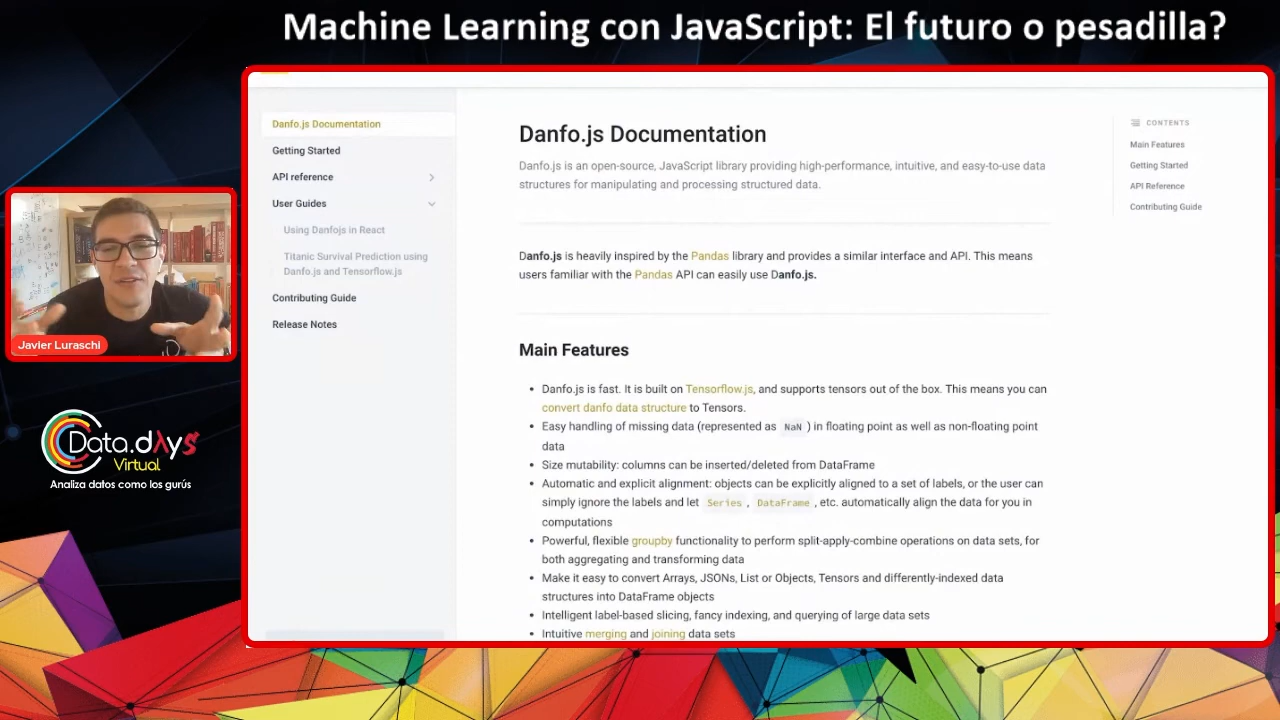 Machine Learning con JavaScript: El futuro o pesadilla?
Danfo.js Documentation
Getting Started
API reference
User Guides
Using Danfojs in React
Titanic Survival Prediction using
Danfo.js and Tensorflow.js
Contributing Guide
Release Notes
Danfo.js Documentation
Danfo.js is an open-source, JavaScript library providing high-performance, intuitive, and easy-to-use data
structures for manipulating and processing structured data.
Danfo.js is heavily inspired by the Pandas library and provides a similar interface and API. This means
users familiar with the Pandas API can easily use Danfo.js.
Main Features
Danfo.js is fast. It is built on Tensorflow.js, and supports tensors out of the box. This means you can
convert danfo data structure to Tensors.
Easy handling of missing data (represented as NaN ) in floating point as well as non-floating point
data
Size mutability: columns can be inserted/deleted from DataFrame
Automatic and explicit alignment: objects can be explicitly aligned to a set of labels, or the user can
simply ignore the labels and let Series , DataFrame , etc. automatically align the data for you in
computations
Powerful, flexible groupby functionality to perform split-apply-combine operations on data sets, for
both aggregating and transforming data
Make it easy to convert Arrays, JSONs, List or Objects, Tensors and differently-indexed data
structures into DataFrame objects
Intelligent label-based slicing, fancy indexing, and querying of large data sets
Intuitive merging and joining data sets
CONTENTS
Main Features
Getting Started
API Reference
Contributing Guide
Javier Luraschi
Data.dAyS
Virtual
Analiza datos como los gurús